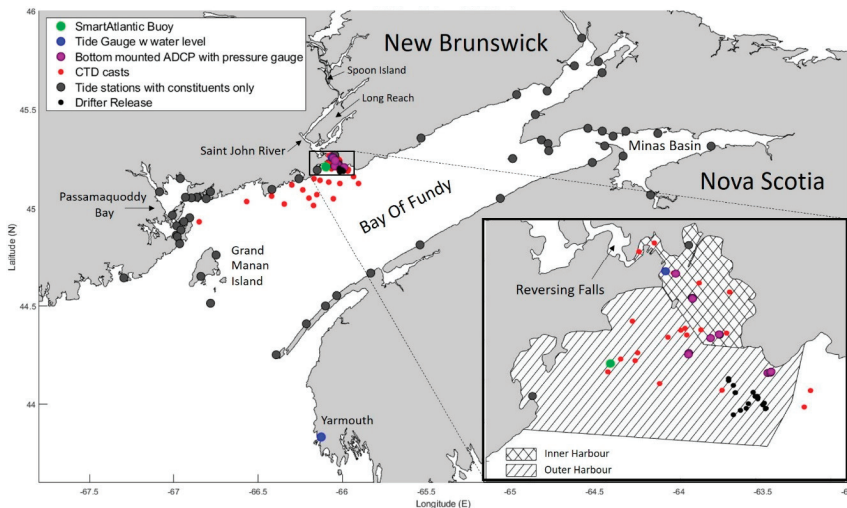 SmartAtlantic Buoy
Tide Gauge w water level
Bottom mounted ADCP with pressure gauge
CTD casts
Tide stations with constituents only
Drifter Release
New Brunswick
Spoon Island
Long Reach
Saint John River
Minas Basin
Nova Scotia
Passamaquoddy
Bay
Bay Of Fundy
Grand
Manan
Island
Reversing Falls
Yarmouth
Inner Harbour
Outer Harbour
46
45.5
45
44.5
44
Latitude (N)
-67.5
-67
-66.5
-66
-65.5
-65
-64.5
-64
-63.5
Longitude (E)